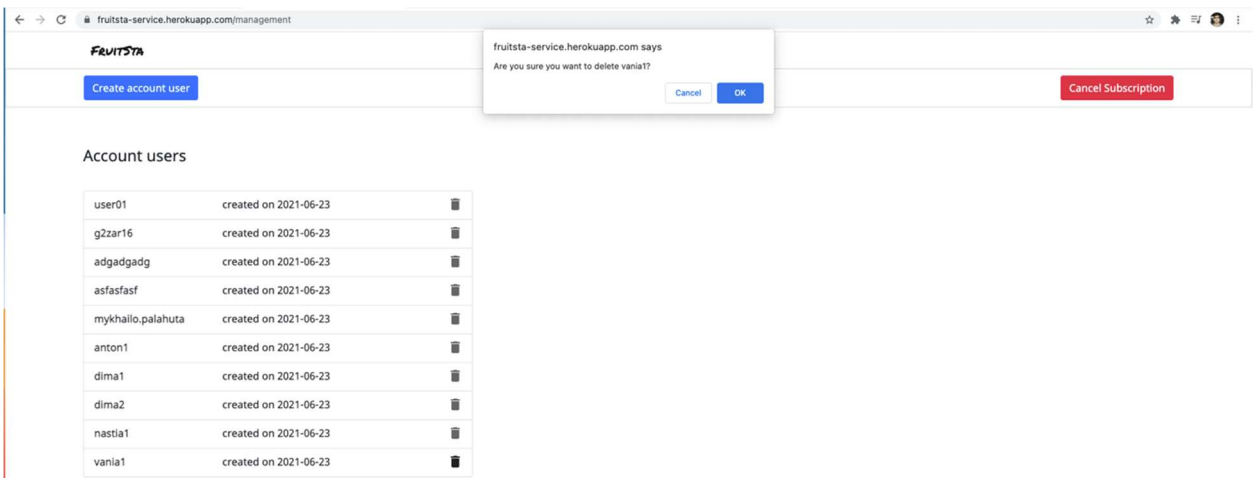 fruitsta-service.herokuapp.com/management
FRUITSTA
fruitsta-service.herokuapp.com says
Are you sure you want to delete vania1?
Cancel OK
Create account user
Cancel Subscription
Account users
user01 created on 2021-06-23
g2zar16 created on 2021-06-23
adgadgadg created on 2021-06-23
asfasfasf created on 2021-06-23
mykhailo.palahuta created on 2021-06-23
anton1 created on 2021-06-23
dima1 created on 2021-06-23
dima2 created on 2021-06-23
nastia1 created on 2021-06-23
vania1 created on 2021-06-23